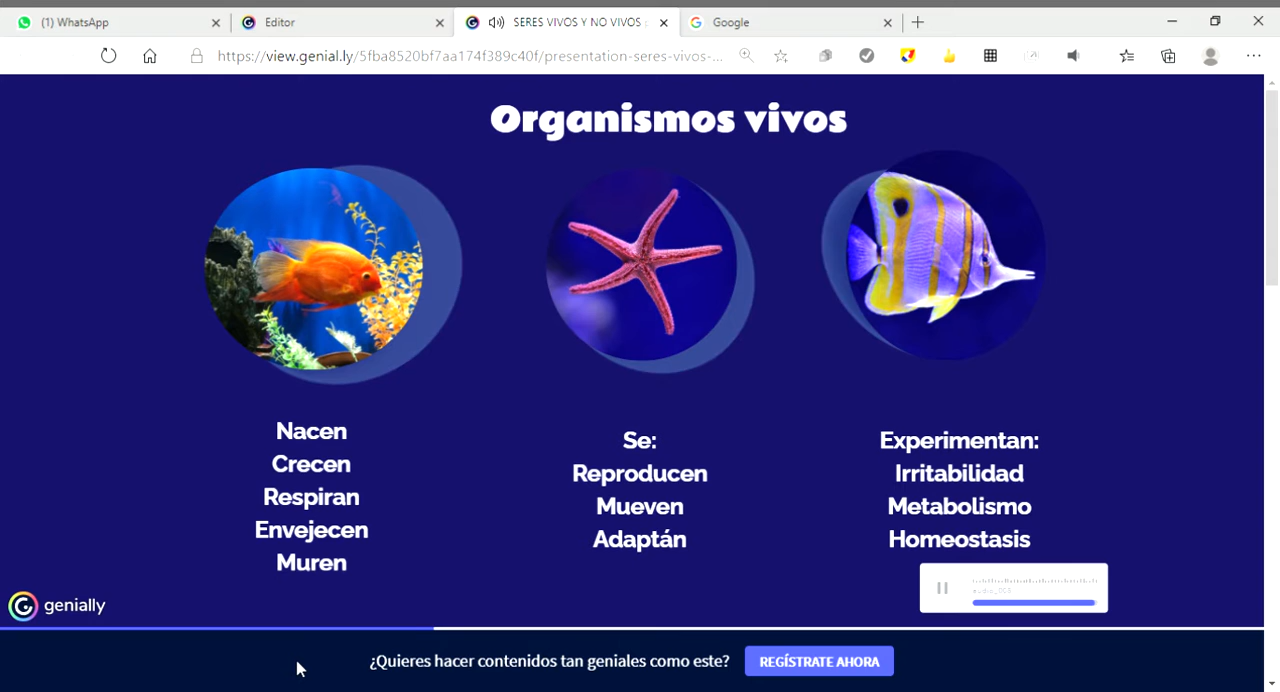 (1) WhatsApp
Editor
SERES VIVOS Y NO VIVOS :
Google
https://view.genial.ly/5fba8520bf7aa174f389c40f/presentation-seres-vivos-...
Organismos vivos
Nacen
Crecen
Respiran
Envejecen
Muren
Se:
Reproducen
Mueven
Adaptán
Experimentan:
Irritabilidad
Metabolismo
Homeostasis
genially
¿Quieres hacer contenidos tan geniales como este?
REGÍSTRATE AHORA